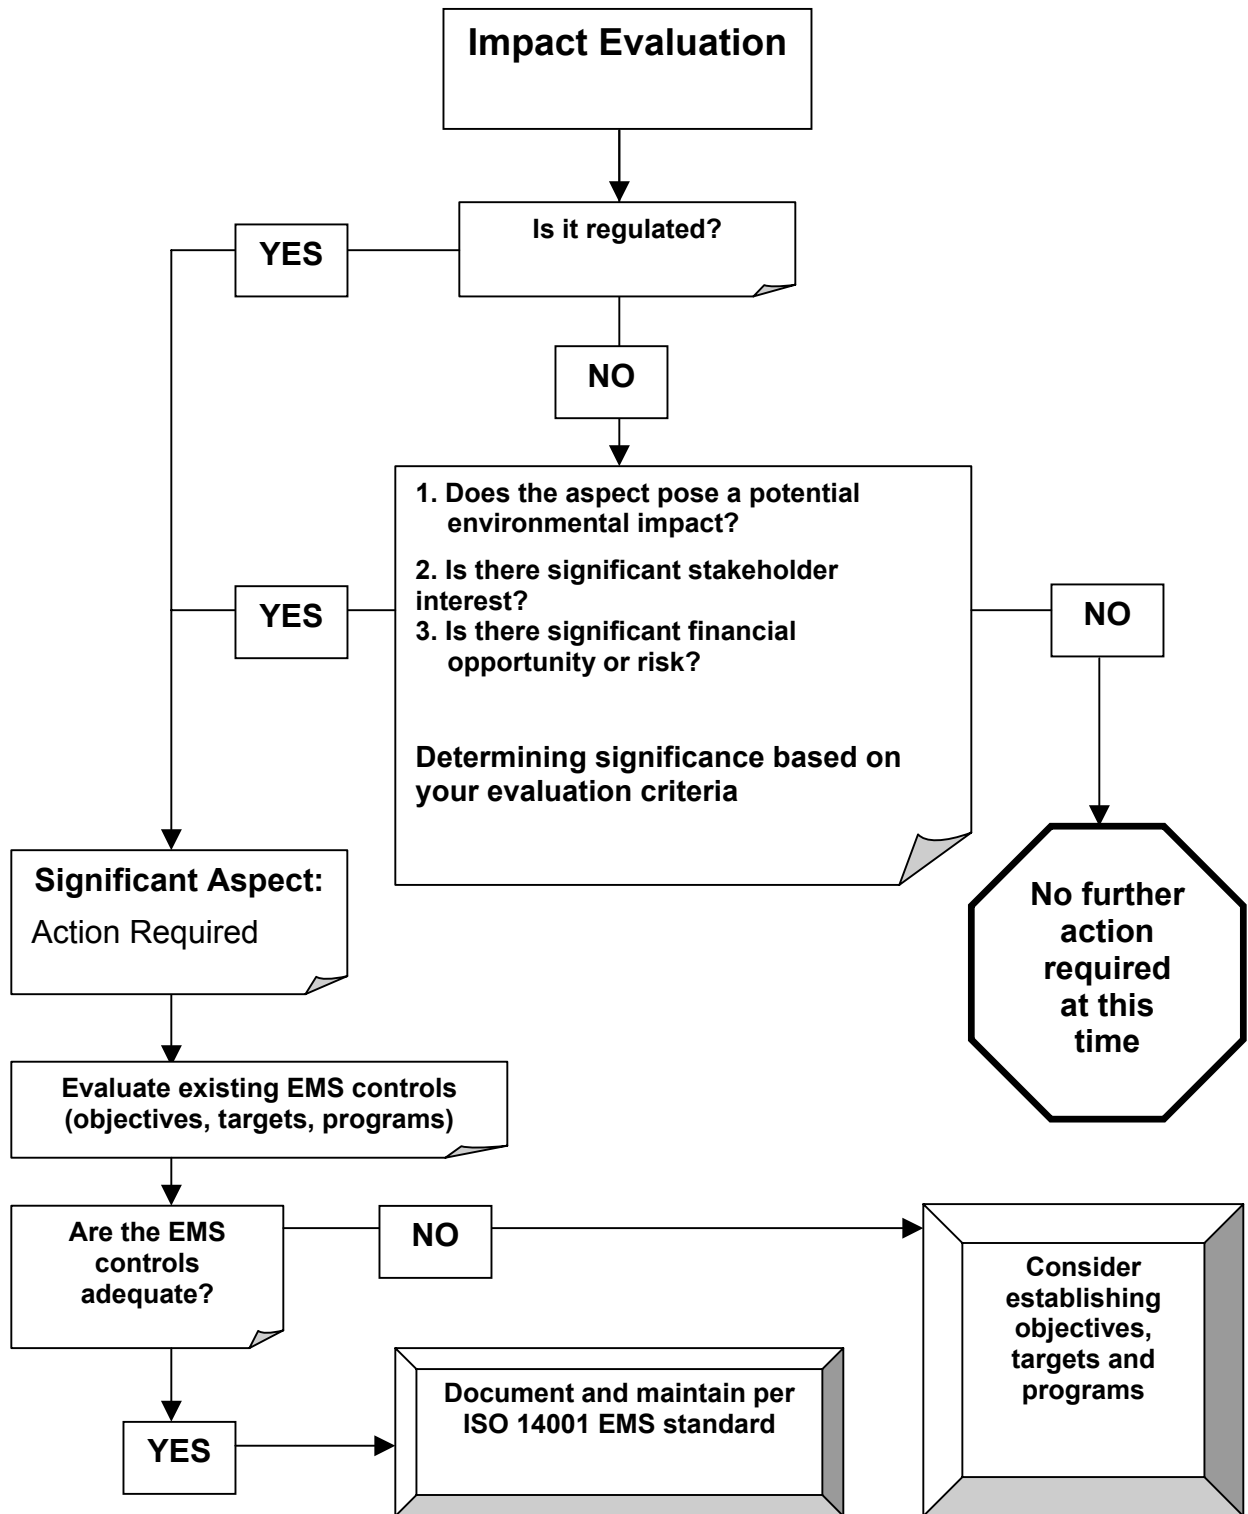 Impact Evaluation
Is it regulated?
YES
NO
1. Does the aspect pose a potential
environmental impact?
2. Is there significant stakeholder
interest?
3. Is there significant financial
opportunity or risk?
Determining significance based on
your evaluation criteria
YES
NO
Significant Aspect:
Action Required
No further
action
required
at this
time
Evaluate existing EMS controls
(objectives, targets, programs)
Are the EMS
controls
adequate?
NO
Consider
establishing
objectives,
targets and
programs
YES
Document and maintain per
ISO 14001 EMS standard